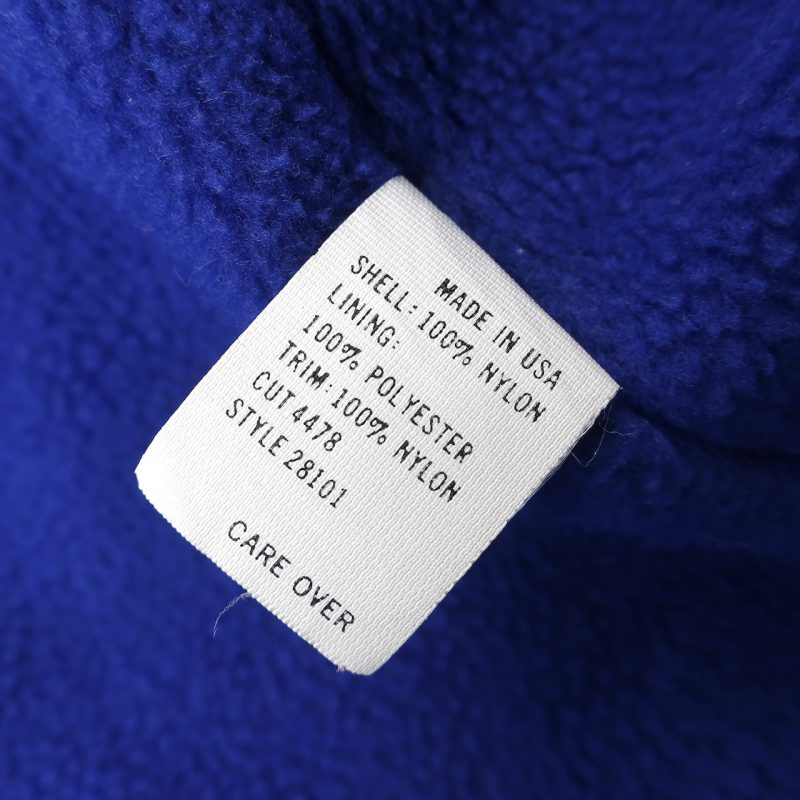 MADE IN USA
SHELL: 100% NYLON
LINING:
100% POLYESTER
TRIM: 100% NYLON
CUT 4478
STYLE 28101
CARE OVER